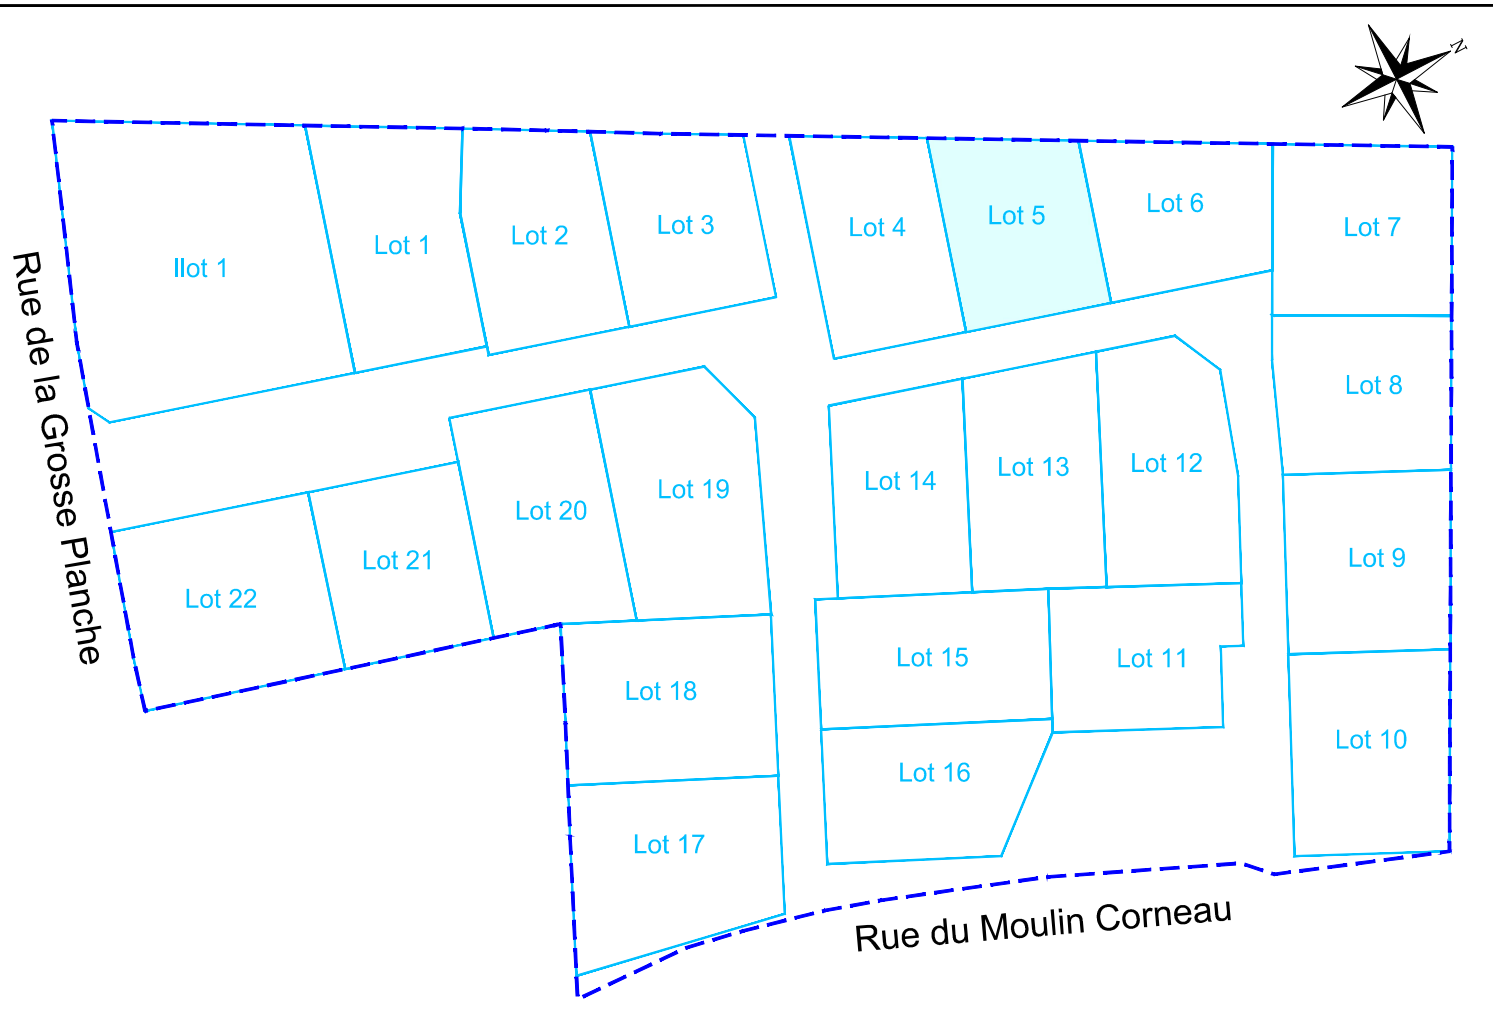 N
Lot 6
Lot 5
Lot 7
Lot 3
Lot 4
Lot 2
Lot 1
Ilot 1
Rue de la Grosse Planche
Lot 8
Lot 12
Lot 13
Lot 14
Lot 19
Lot 20
Lot 21
Lot 9
Lot 22
Lot 15
Lot 11
Lot 18
Lot 10
Lot 16
Lot 17
Rue du Moulin Corneau